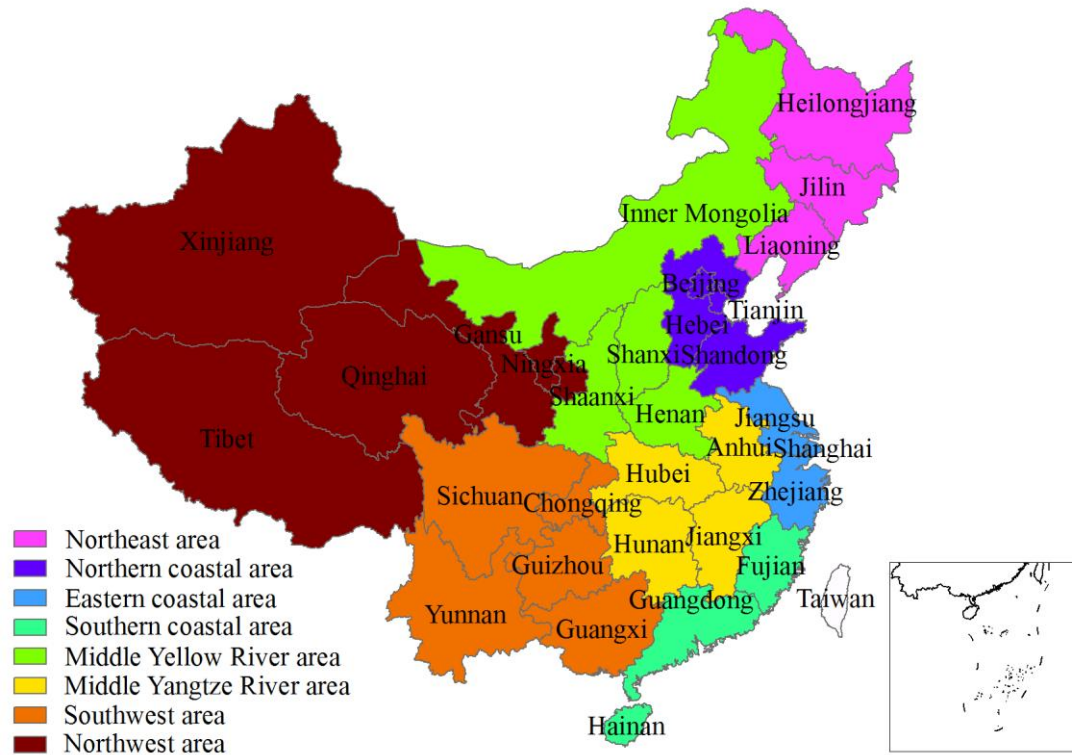 Heilongjiang
Jilin
Inner Mongolia
Liaoning
Xinjiang
Beijing
Tianjin
Hebei
Gansu
Shanxi
Shandong
Ningxia
Qinghai
Shaanxi
Henan
Jiangsu
Tibet
Anhui
Shanghai
Hubei
Zhejiang
Sichuan
Chongqing
Hunan
Jiangxi
Guizhou
Fujian
Guangdong
Taiwan
Yunnan
Guangxi
Hainan
Northeast area
Northern coastal area
Eastern coastal area
Southern coastal area
Middle Yellow River area
Middle Yangtze River area
Southwest area
Northwest area